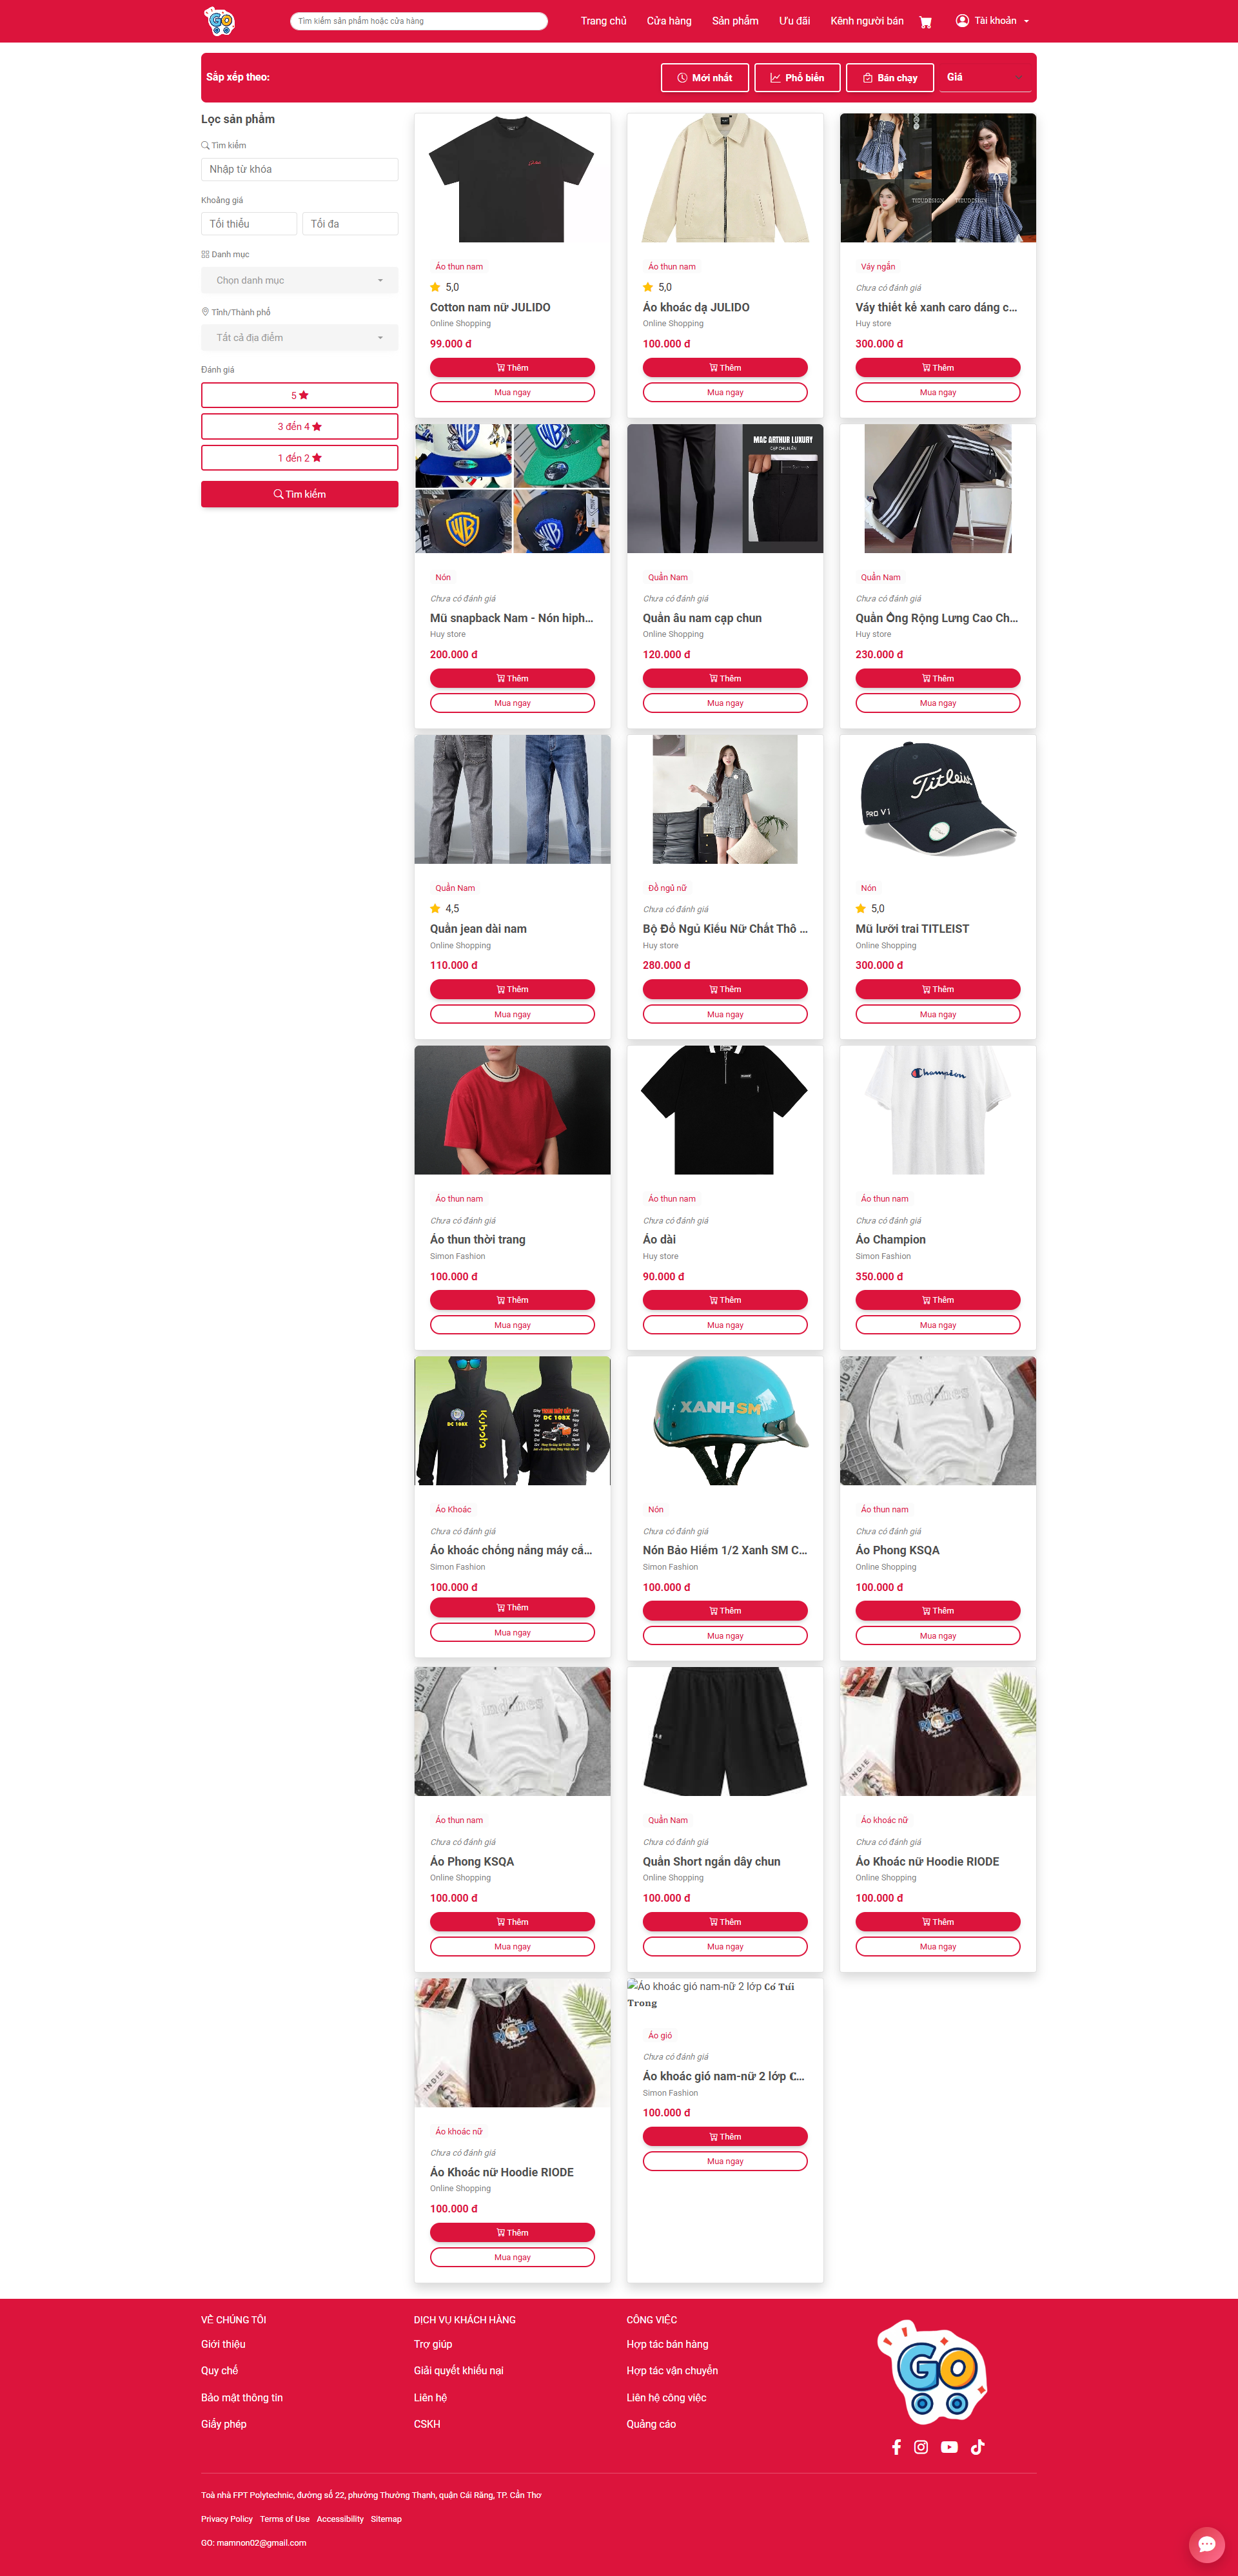 GO
Tìm kiếm sản phẩm hoặc cửa hàng
Trang chủ
Cửa hàng
Sản phẩm
Ưu đãi
Kênh người bán
Tài khoản
Sắp xếp theo:
Mới nhất
Phổ biến
Bán chạy
Giá
Lọc sản phẩm
Tìm kiếm
Nhập từ khóa
Khoảng giá
Tối thiểu
Tối đa
Danh mục
Chọn danh mục
Tỉnh/Thành phố
Tất cả địa điểm
Đánh giá
5
3 đến 4
1 đến 2
Tìm kiếm
Áo thun nam
5,0
Cotton nam nữ JULIDO
Online Shopping
99.000 đ
Thêm
Mua ngay
Áo thun nam
5,0
Áo khoác dạ JULIDO
Online Shopping
100.000 đ
Thêm
Mua ngay
Váy ngắn
Chưa có đánh giá
Váy thiết kế xanh caro dáng c...
Huy store
300.000 đ
Thêm
Mua ngay
Nón
Chưa có đánh giá
Mũ snapback Nam - Nón hiph...
Huy store
200.000 đ
Thêm
Mua ngay
MAC ARTHUR LUXURY
CẠP CHUN ẨN
Quần Nam
Chưa có đánh giá
Quần âu nam cạp chun
Online Shopping
120.000 đ
Thêm
Mua ngay
Quần Nam
Chưa có đánh giá
Quần Ống Rộng Lưng Cao Ch...
Huy store
230.000 đ
Thêm
Mua ngay
Quần Nam
4,5
Quần jean dài nam
Online Shopping
110.000 đ
Thêm
Mua ngay
Đồ ngủ nữ
Chưa có đánh giá
Bộ Đồ Ngủ Kiểu Nữ Chất Thô ...
Huy store
280.000 đ
Thêm
Mua ngay
Titleist
PRO V1
Nón
5,0
Mũ lưỡi trai TITLEIST
Online Shopping
300.000 đ
Thêm
Mua ngay
Áo thun nam
Chưa có đánh giá
Áo thun thời trang
Simon Fashion
100.000 đ
Thêm
Mua ngay
Áo thun nam
Chưa có đánh giá
Áo dài
Huy store
90.000 đ
Thêm
Mua ngay
Champion
Áo thun nam
Chưa có đánh giá
Áo Champion
Simon Fashion
350.000 đ
Thêm
Mua ngay
DC 108X
Kubota
DC 108X
Áo Khoác
Chưa có đánh giá
Áo khoác chống nắng máy cắ...
Simon Fashion
100.000 đ
Thêm
Mua ngay
XANH SM
Nón
Chưa có đánh giá
Nón Bảo Hiểm 1/2 Xanh SM C...
Simon Fashion
100.000 đ
Thêm
Mua ngay
Áo thun nam
Chưa có đánh giá
Áo Phong KSQA
Online Shopping
100.000 đ
Thêm
Mua ngay
Áo thun nam
Chưa có đánh giá
Áo Phong KSQA
Online Shopping
100.000 đ
Thêm
Mua ngay
Quần Nam
Chưa có đánh giá
Quần Short ngắn dây chun
Online Shopping
100.000 đ
Thêm
Mua ngay
RIODE
INDIE
Áo khoác nữ
Chưa có đánh giá
Áo Khoác nữ Hoodie RIODE
Online Shopping
100.000 đ
Thêm
Mua ngay
RIODE
INDIE
Áo khoác nữ
Chưa có đánh giá
Áo Khoác nữ Hoodie RIODE
Online Shopping
100.000 đ
Thêm
Mua ngay
Áo khoác gió nam-nữ 2 lớp Có Túi
Trong
Áo gió
Chưa có đánh giá
Áo khoác gió nam-nữ 2 lớp C...
Simon Fashion
100.000 đ
Thêm
Mua ngay
VỀ CHÚNG TÔI
Giới thiệu
Quy chế
Bảo mật thông tin
Giấy phép
DỊCH VỤ KHÁCH HÀNG
Trợ giúp
Giải quyết khiếu nại
Liên hệ
CSKH
CÔNG VIỆC
Hợp tác bán hàng
Hợp tác vận chuyển
Liên hệ công việc
Quảng cáo
GO
Toà nhà FPT Polytechnic, đường số 22, phường Thường Thạnh, quận Cái Răng, TP. Cần Thơ
Privacy Policy Terms of Use Accessibility Sitemap
GO: mamnon02@gmail.com